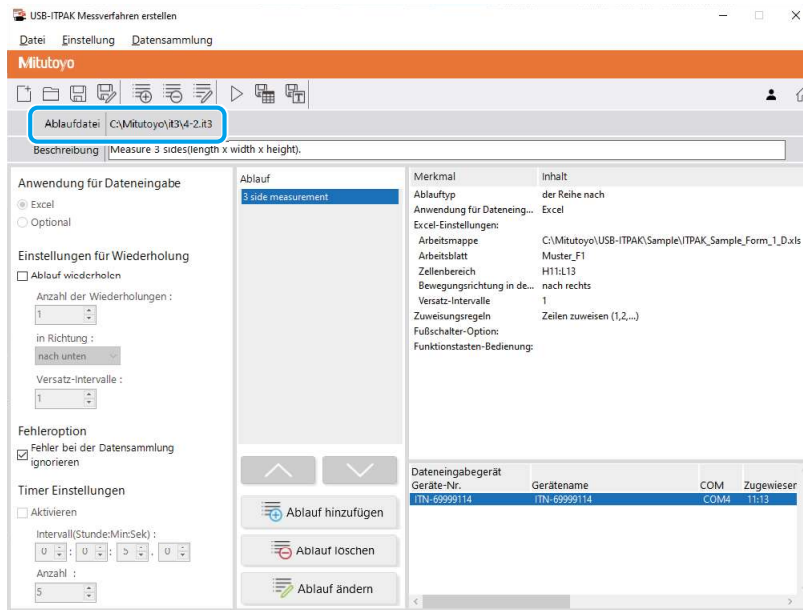 USB-ITPAK Messverfahren erstellen
Datei Einstellung Datensammlung
Mitutoyo
Ablaufdatei C:\Mitutoyo\it3\4-2.it3
Beschreibung Measure 3 sides(length x width x height).
Anwendung für Dateneingabe
Excel
Optional
Einstellungen für Wiederholung
Ablauf wiederholen
Anzahl der Wiederholungen :
1
in Richtung :
nach unten
Versatz-Intervalle :
1
Fehleroption
Fehler bei der Datensammlung
ignorieren
Timer Einstellungen
Aktivieren
Intervall(Stunde:Min:Sek) :
0 : 0 : 5 . 0
Anzahl :
5
Ablauf
3 side measurement
Ablauf hinzufügen
Ablauf löschen
Ablauf ändern
Merkmal Inhalt
Ablauftyp der Reihe nach
Anwendung für Dateneing... Excel
Excel-Einstellungen:
Arbeitsmappe C:\Mitutoyo\USB-ITPAK\Sample\ITPAK_Sample_Form_1_D.xls
Arbeitsblatt Muster_F1
Zellenbereich H11:L13
Bewegungsrichtung in de... nach rechts
Versatz-Intervalle 1
Zuweisungsregeln Zeilen zuweisen (1,2,...)
Fußschalter-Option:
Funktionstasten-Bedienung:
Dateneingabegerät
Geräte-Nr. Gerätename COM Zugewiesen
ITN-69999114 ITN-69999114 COM4 11:13